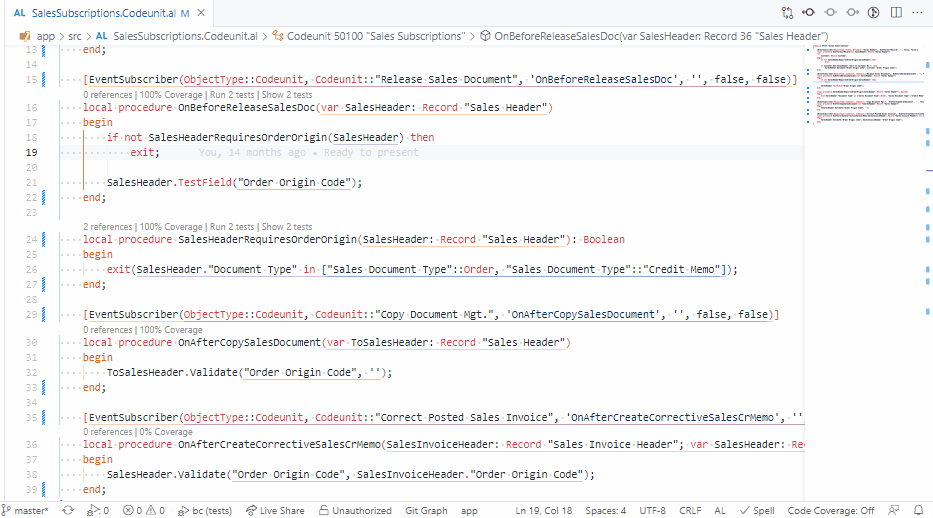 AL SalesSubscriptions.Codeunit.al M ×
app > src > AL SalesSubscriptions.Codeunit.al > Codeunit 50100 "Sales Subscriptions" > OnBeforeReleaseSalesDoc(var SalesHeader: Record 36 "Sales Header")
13 end;
14
15 [EventSubscriber(ObjectType::Codeunit, Codeunit::"Release Sales Document", 'OnBeforeReleaseSalesDoc', '', false, false)]
0 references | 100% Coverage | Run 2 tests | Show 2 tests
16 local procedure OnBeforeReleaseSalesDoc(var SalesHeader: Record "Sales Header")
17 begin
18 if not SalesHeaderRequiresOrderOrigin(SalesHeader) then
19 exit; You, 14 months ago • Ready to present
20
21 SalesHeader.TestField("Order Origin Code");
22 end;
23
2 references | 100% Coverage | Run 2 tests | Show 2 tests
24 local procedure SalesHeaderRequiresOrderOrigin(SalesHeader: Record "Sales Header"): Boolean
25 begin
26 exit(SalesHeader."Document Type" in ["Sales Document Type"::Order, "Sales Document Type"::"Credit Memo"]);
27 end;
28
29 [EventSubscriber(ObjectType::Codeunit, Codeunit::"Copy Document Mgt.", 'OnAfterCopySalesDocument', '', false, false)]
0 references | 100% Coverage
30 local procedure OnAfterCopySalesDocument(var ToSalesHeader: Record "Sales Header")
31 begin
32 ToSalesHeader.Validate("Order Origin Code", '');
33 end;
34
35 [EventSubscriber(ObjectType::Codeunit, Codeunit::"Correct Posted Sales Invoice", 'OnAfterCreateCorrectiveSalesCrMemo', ''
0 references | 0% Coverage
36 local procedure OnAfterCreateCorrectiveSalesCrMemo(SalesInvoiceHeader: Record "Sales Invoice Header"; var SalesHeader: Re
37 begin
38 SalesHeader.Validate("Order Origin Code", SalesInvoiceHeader."Order Origin Code");
39 end;
master* 0 0 0 bc (tests) Live Share Unauthorized Git Graph app Ln 19, Col 18 Spaces: 4 UTF-8 CRLF AL Spell Code Coverage: Off